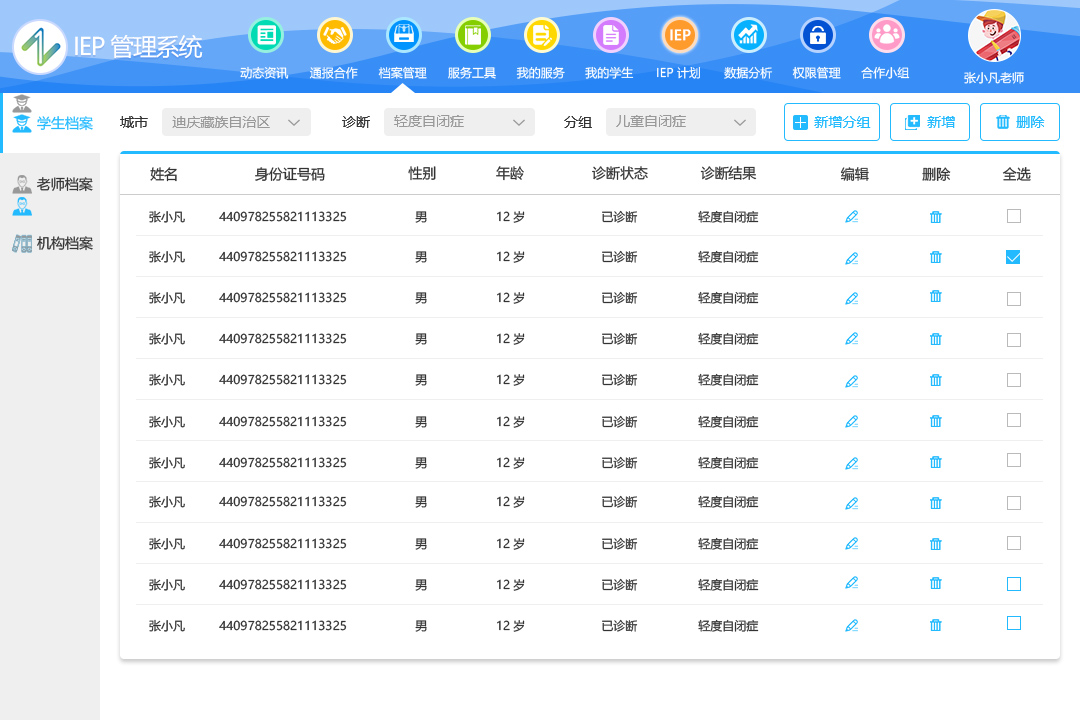 IEP 管理系统
IEP
动态资讯 通报合作 档案管理 服务工具 我的服务 我的学生 IEP 计划 数据分析 权限管理 合作小组 张小凡老师
学生档案
老师档案
机构档案
城市 迪庆藏族自治区 诊断 轻度自闭症 分组 儿童自闭症 新增分组 新增 删除
姓名 身份证号码 性别 年龄 诊断状态 诊断结果 编辑 删除 全选
张小凡 440978255821113325 男 12 岁 已诊断 轻度自闭症
张小凡 440978255821113325 男 12 岁 已诊断 轻度自闭症
张小凡 440978255821113325 男 12 岁 已诊断 轻度自闭症
张小凡 440978255821113325 男 12 岁 已诊断 轻度自闭症
张小凡 440978255821113325 男 12 岁 已诊断 轻度自闭症
张小凡 440978255821113325 男 12 岁 已诊断 轻度自闭症
张小凡 440978255821113325 男 12 岁 已诊断 轻度自闭症
张小凡 440978255821113325 男 12 岁 已诊断 轻度自闭症
张小凡 440978255821113325 男 12 岁 已诊断 轻度自闭症
张小凡 440978255821113325 男 12 岁 已诊断 轻度自闭症
张小凡 440978255821113325 男 12 岁 已诊断 轻度自闭症